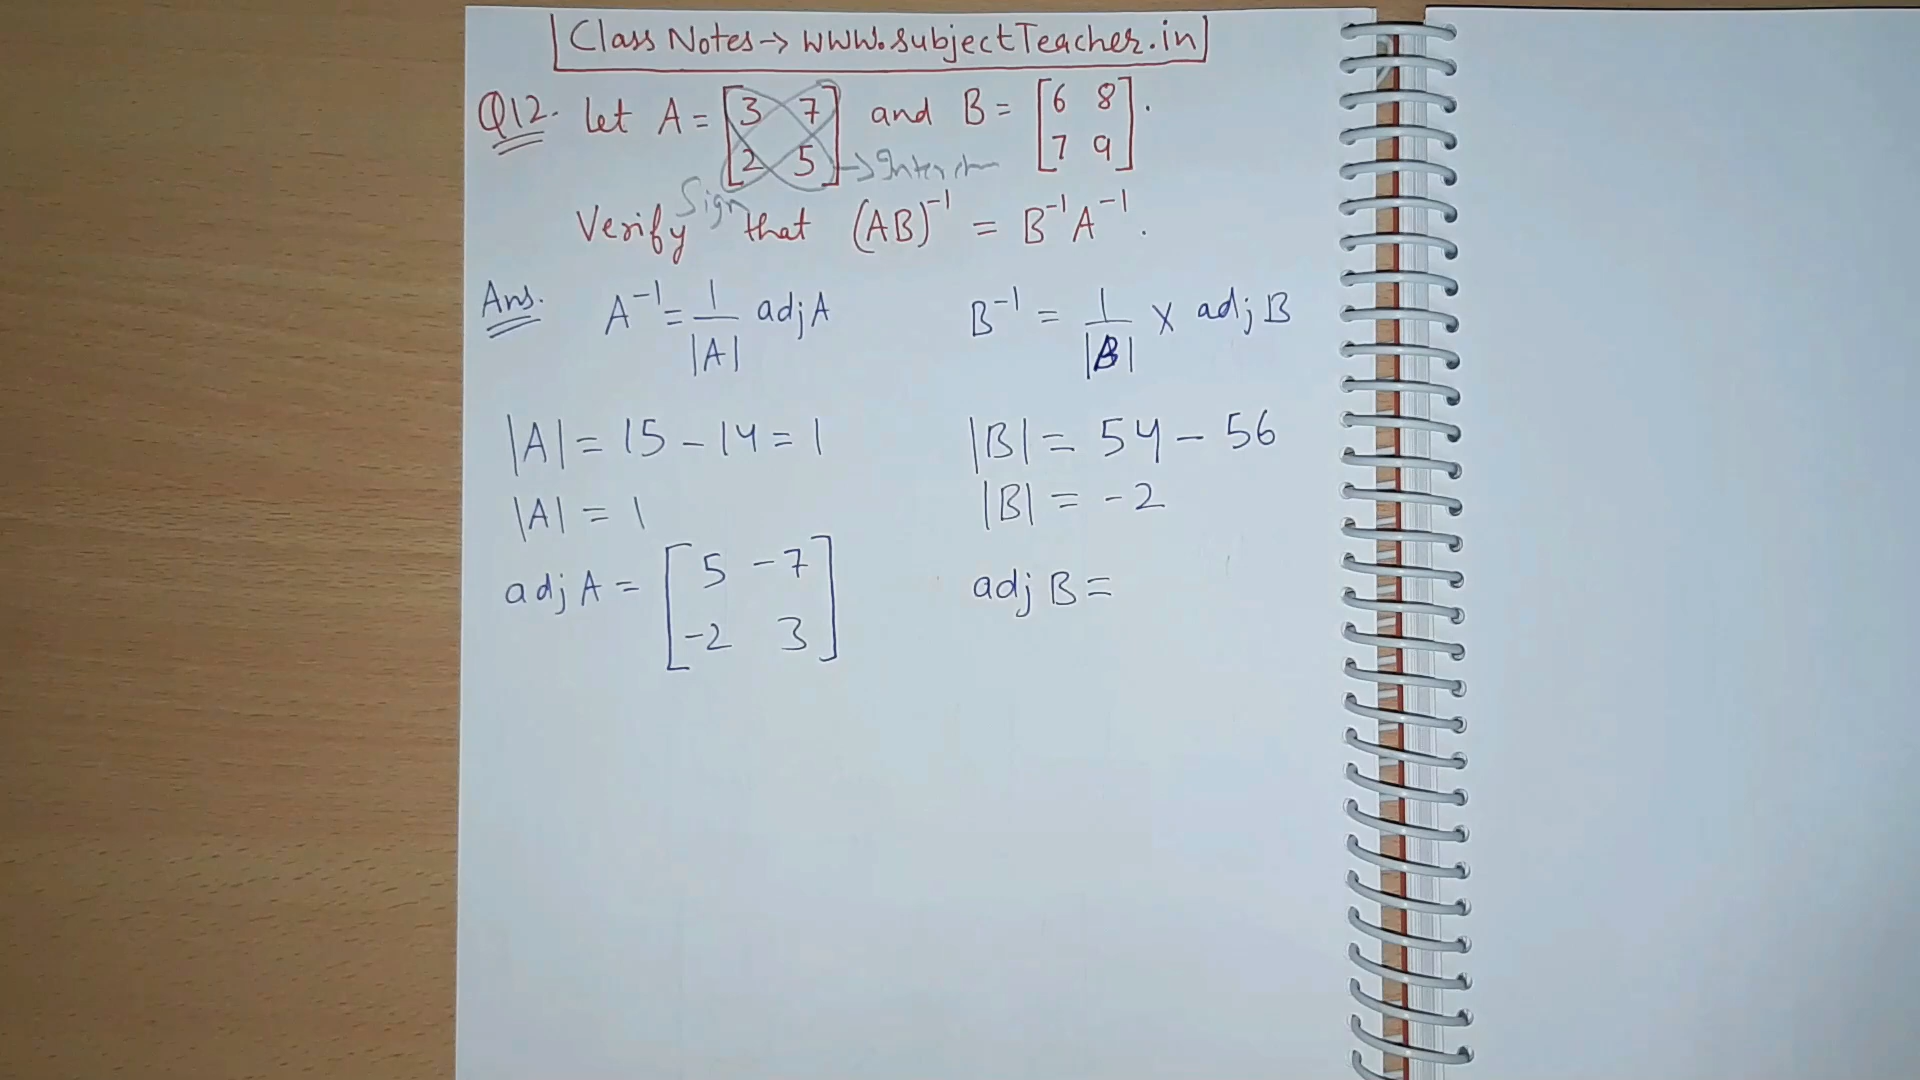 Class Notes → www.subjectTeacher.in
Q12. Let A = [3 7 and B = [6 8
2 5] → Interch 7 9].
Sign
Verify that (AB)⁻¹ = B⁻¹A⁻¹.
Ans. A⁻¹ = 1/|A| adj A B⁻¹ = 1/|B| × adj B
|A| = 15 - 14 = 1 |B| = 54 - 56
|A| = 1 |B| = -2
adj A = [5 -7 adj B =
-2 3]